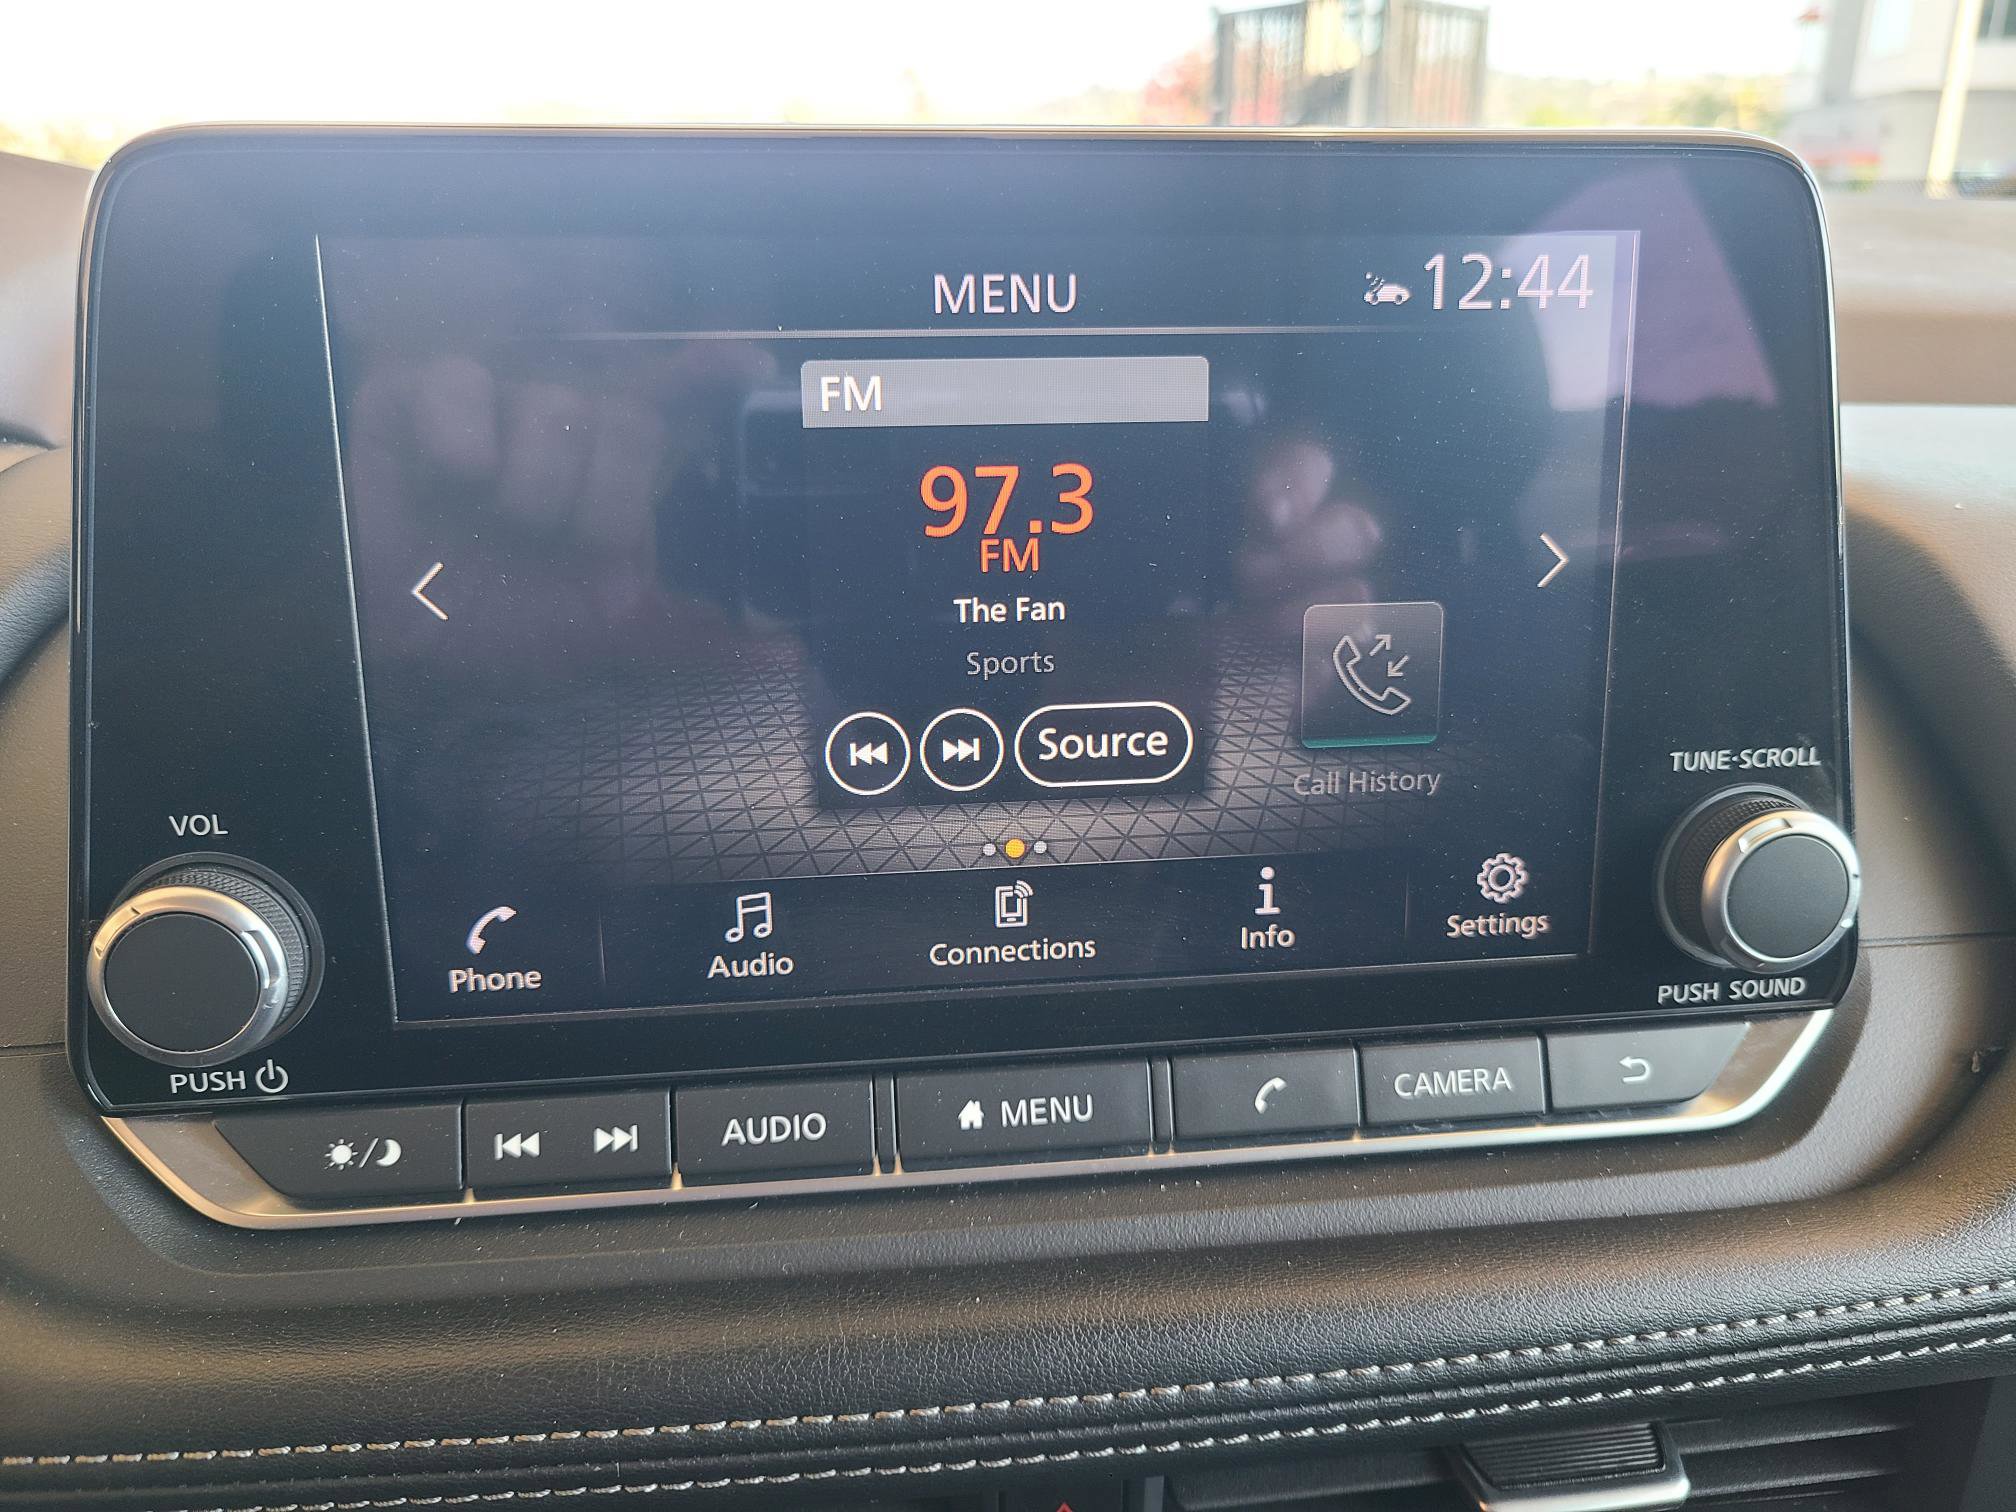 MENU
12:44
FM
97.3
FM
The Fan
Sports
Source
Call History
Phone
Audio
Connections
Info
Settings
VOL
PUSH
TUNE·SCROLL
PUSH SOUND
AUDIO
MENU
CAMERA